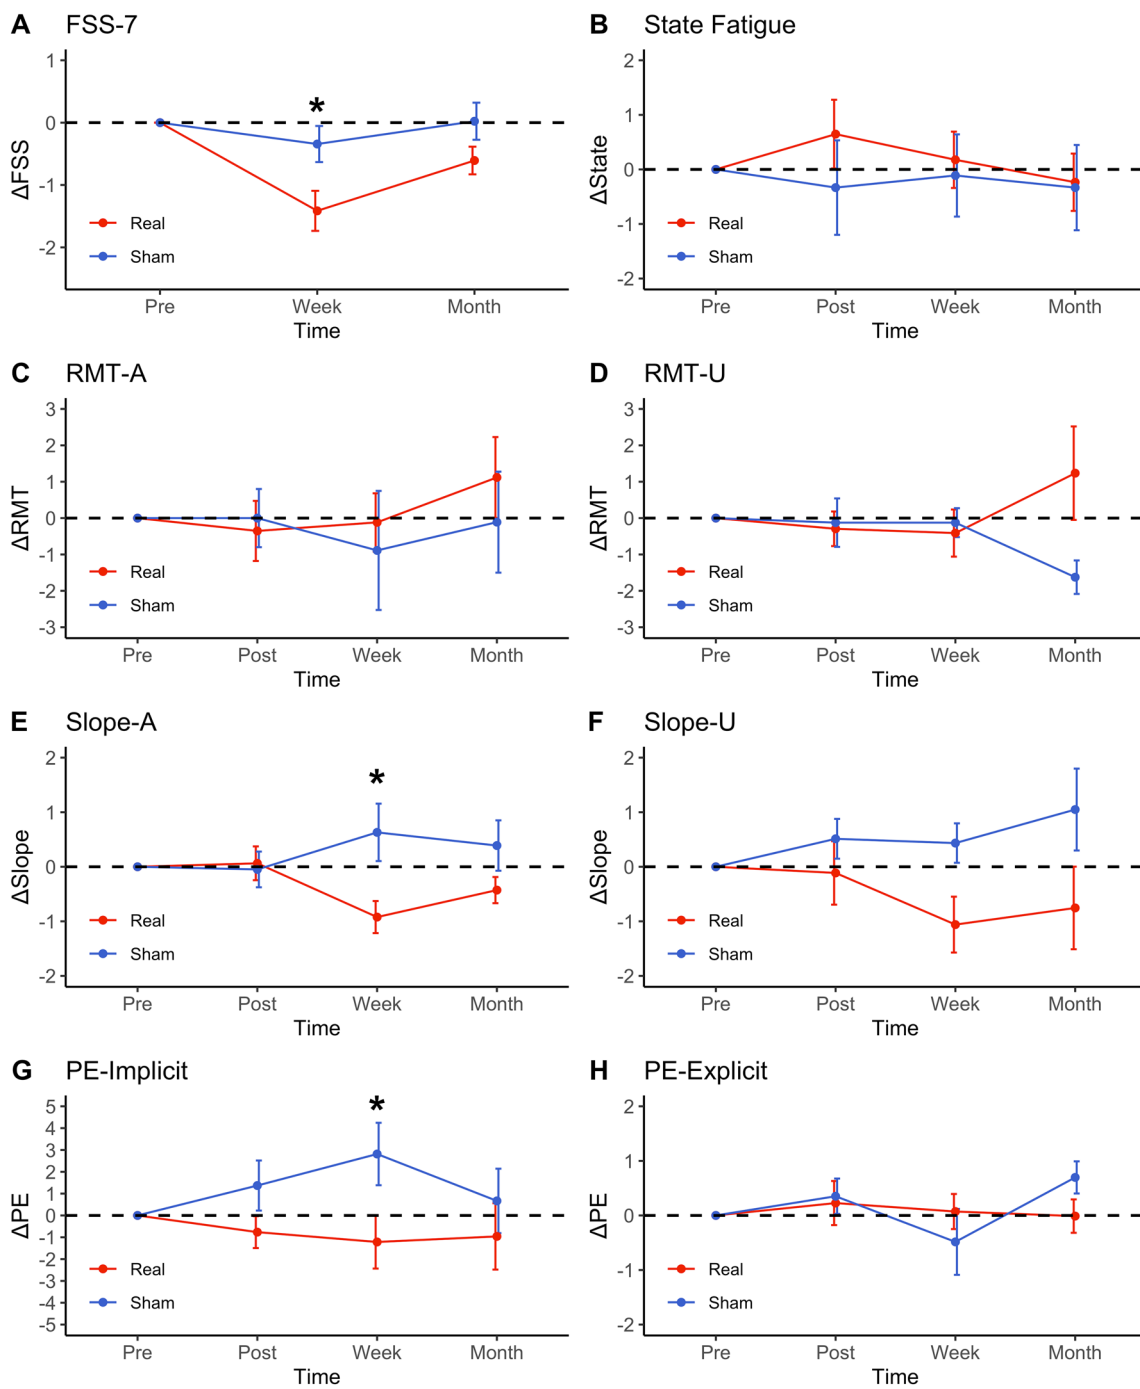 A FSS-7
1
0
-1
-2
ΔFSS
*
Real
Sham
Pre Week Month
Time
B State Fatigue
2
1
0
-1
-2
ΔState
Real
Sham
Pre Post Week Month
Time
C RMT-A
3
2
1
0
-1
-2
-3
ΔRMT
Real
Sham
Pre Post Week Month
Time
D RMT-U
3
2
1
0
-1
-2
-3
ΔRMT
Real
Sham
Pre Post Week Month
Time
E Slope-A
2
1
0
-1
-2
ΔSlope
*
Real
Sham
Pre Post Week Month
Time
F Slope-U
2
1
0
-1
-2
ΔSlope
Real
Sham
Pre Post Week Month
Time
G PE-Implicit
5
4
3
2
1
0
-1
-2
-3
-4
-5
ΔPE
*
Real
Sham
Pre Post Week Month
Time
H PE-Explicit
2
1
0
-1
-2
ΔPE
Real
Sham
Pre Post Week Month
Time